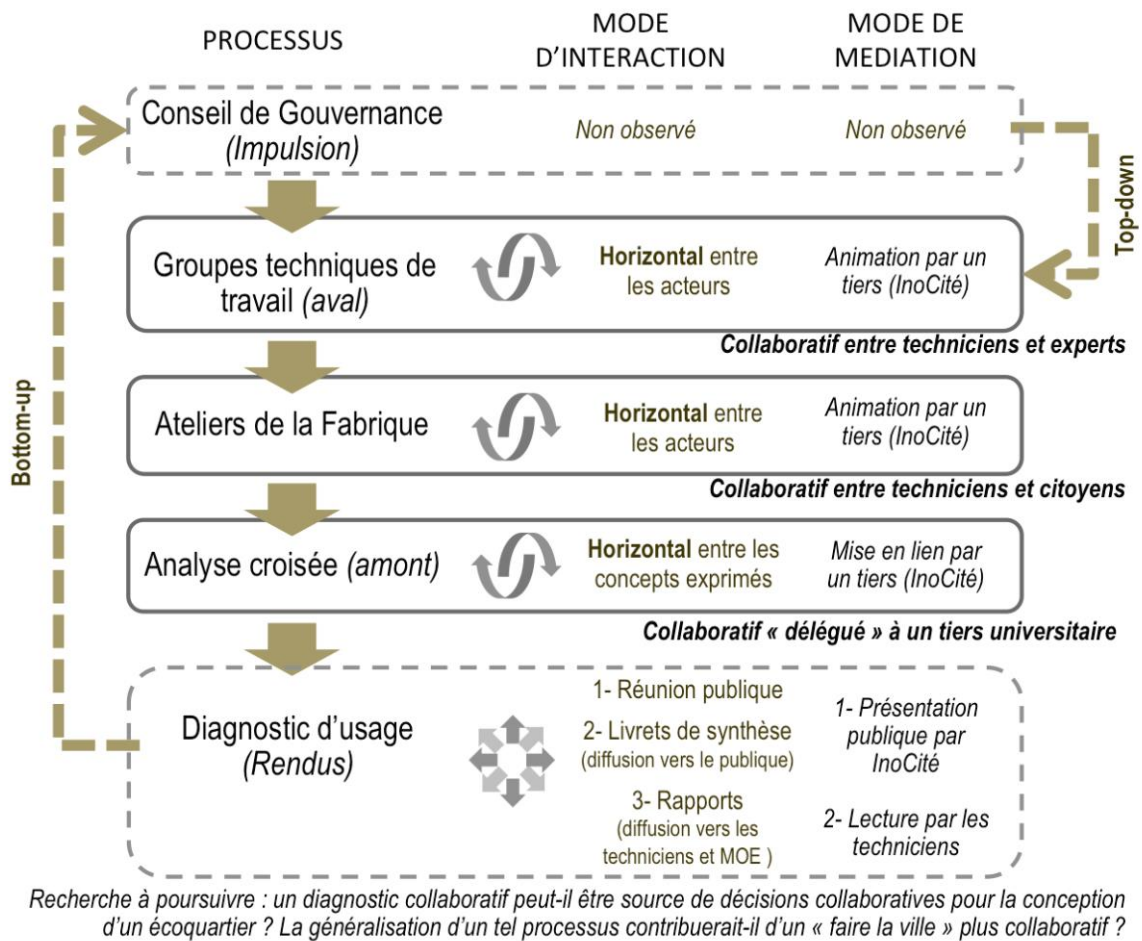 PROCESSUS
MODE
D'INTERACTION
MODE DE
MEDIATION
Conseil de Gouvernance
(Impulsion)
Non observé
Non observé
Top-down
Groupes techniques de
travail (aval)
Horizontal entre
les acteurs
Animation par un
tiers (InoCité)
Collaboratif entre techniciens et experts
Bottom-up
Ateliers de la Fabrique
Horizontal entre
les acteurs
Animation par un
tiers (InoCité)
Collaboratif entre techniciens et citoyens
Analyse croisée (amont)
Horizontal entre les
concepts exprimés
Mise en lien par
un tiers (InoCité)
Collaboratif « délégué » à un tiers universitaire
Diagnostic d'usage
(Rendus)
1- Réunion publique
2- Livrets de synthèse
(diffusion vers le publique)
3- Rapports
(diffusion vers les
techniciens et MOE )
1- Présentation
publique par
InoCité
2- Lecture par les
techniciens
Recherche à poursuivre : un diagnostic collaboratif peut-il être source de décisions collaboratives pour la conception
d'un écoquartier ? La généralisation d'un tel processus contribuerait-il d'un « faire la ville » plus collaboratif ?